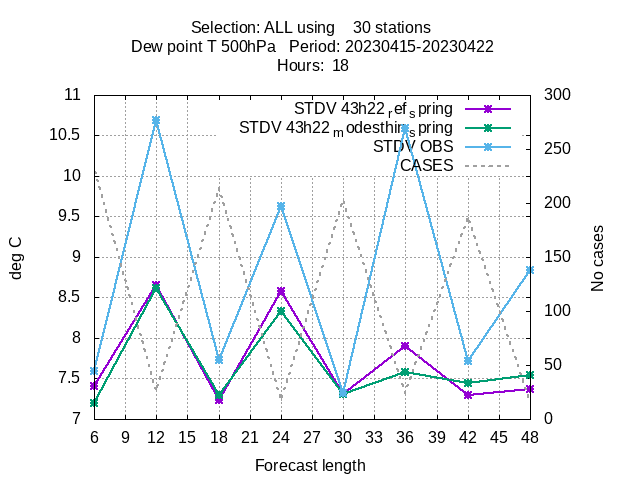 Selection: ALL using    30 stations
Dew point T 500hPa   Period: 20230415-20230422
Hours:  18
STDV 43h22_ref_spring
STDV 43h22_modesthin_spring
STDV OBS
CASES
11
10.5
10
9.5
9
8.5
8
7.5
7
300
250
200
150
100
50
0
deg C
No cases
6 9 12 15 18 21 24 27 30 33 36 39 42 45 48
Forecast length